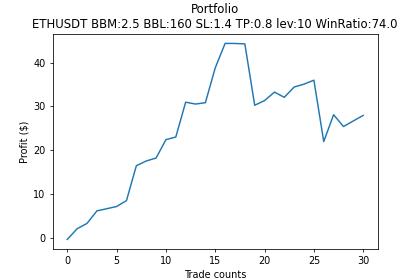 Portfolio
ETHUSDT BBM:2.5 BBL:160 SL:1.4 TP:0.8 lev:10 WinRatio:74.0
40
30
20
10
0
Profit ($)
0 5 10 15 20 25 30
Trade counts